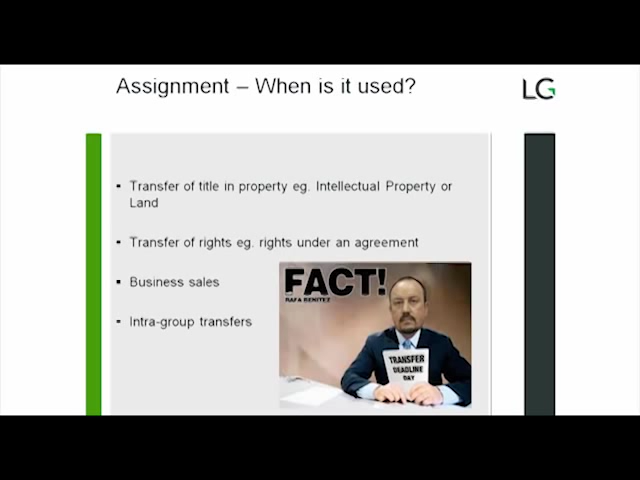 Assignment – When is it used?
LG
▪ Transfer of title in property eg. Intellectual Property or
Land
▪ Transfer of rights eg. rights under an agreement
▪ Business sales
▪ Intra-group transfers
FACT!
RAFA BENITEZ
TRANSFER
DEADLINE
DAY